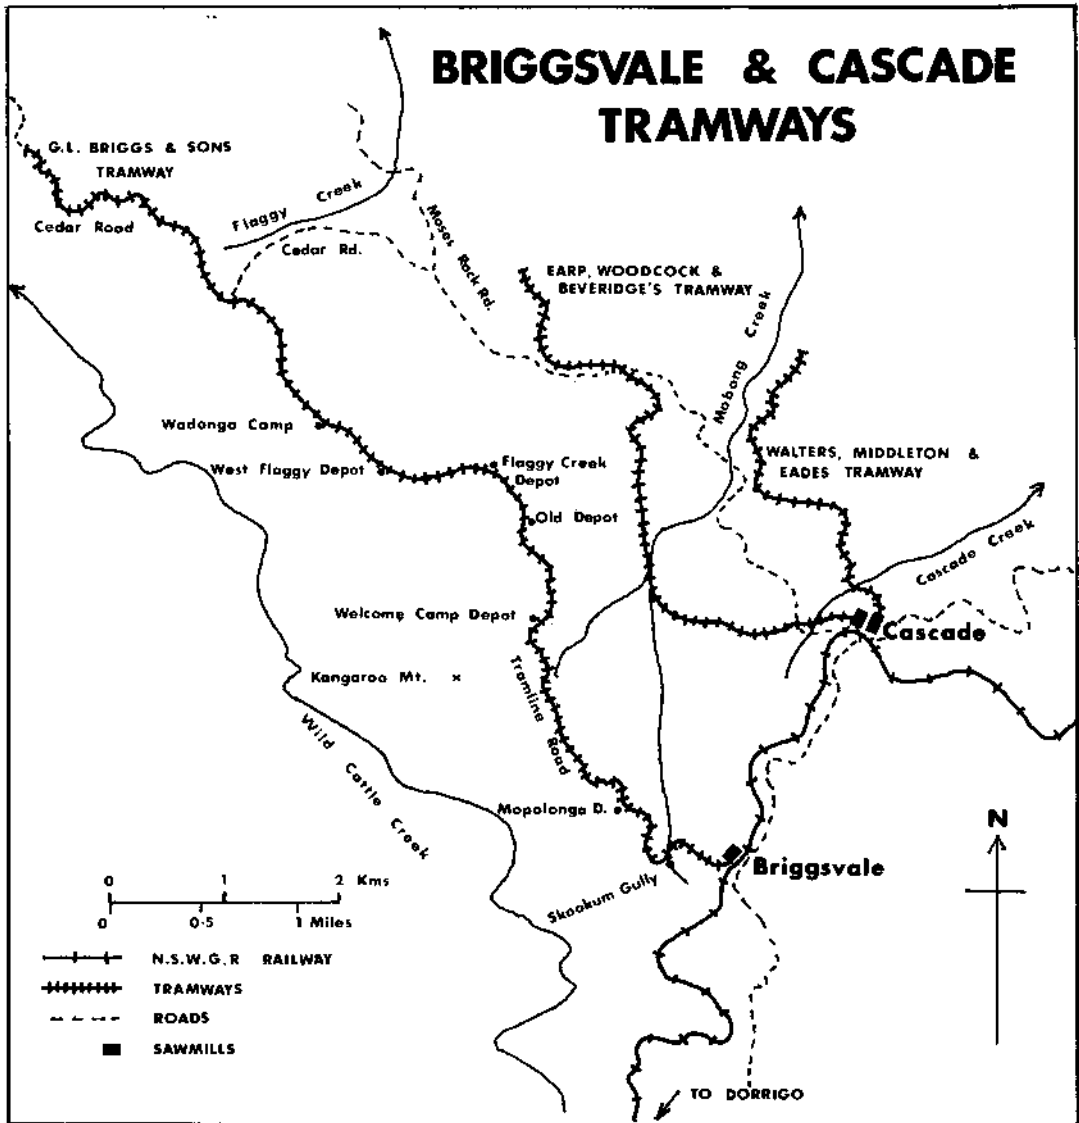 BRIGGSVALE & CASCADE
TRAMWAYS
G.L. BRIGGS & SONS
TRAMWAY
Cedar Road
Flaggy Creek
Cedar Rd.
Moses Rock Rd.
EARP, WOODCOCK &
BEVERIDGE'S TRAMWAY
Mobong Creek
WALTERS, MIDDLETON &
EADES TRAMWAY
Wadonga Camp
West Flaggy Depot
Flaggy Creek
Depot
Old Depot
Cascade Creek
Welcome Camp Depot
Cascade
Kangaroo Mt. x
Tramline Road
Wild Cattle Creek
Mopolonga D.
Briggsvale
Skookum Gully
N
0 1 2 Kms
0 0·5 1 Miles
N.S.W.G.R RAILWAY
TRAMWAYS
ROADS
SAWMILLS
TO DORRIGO